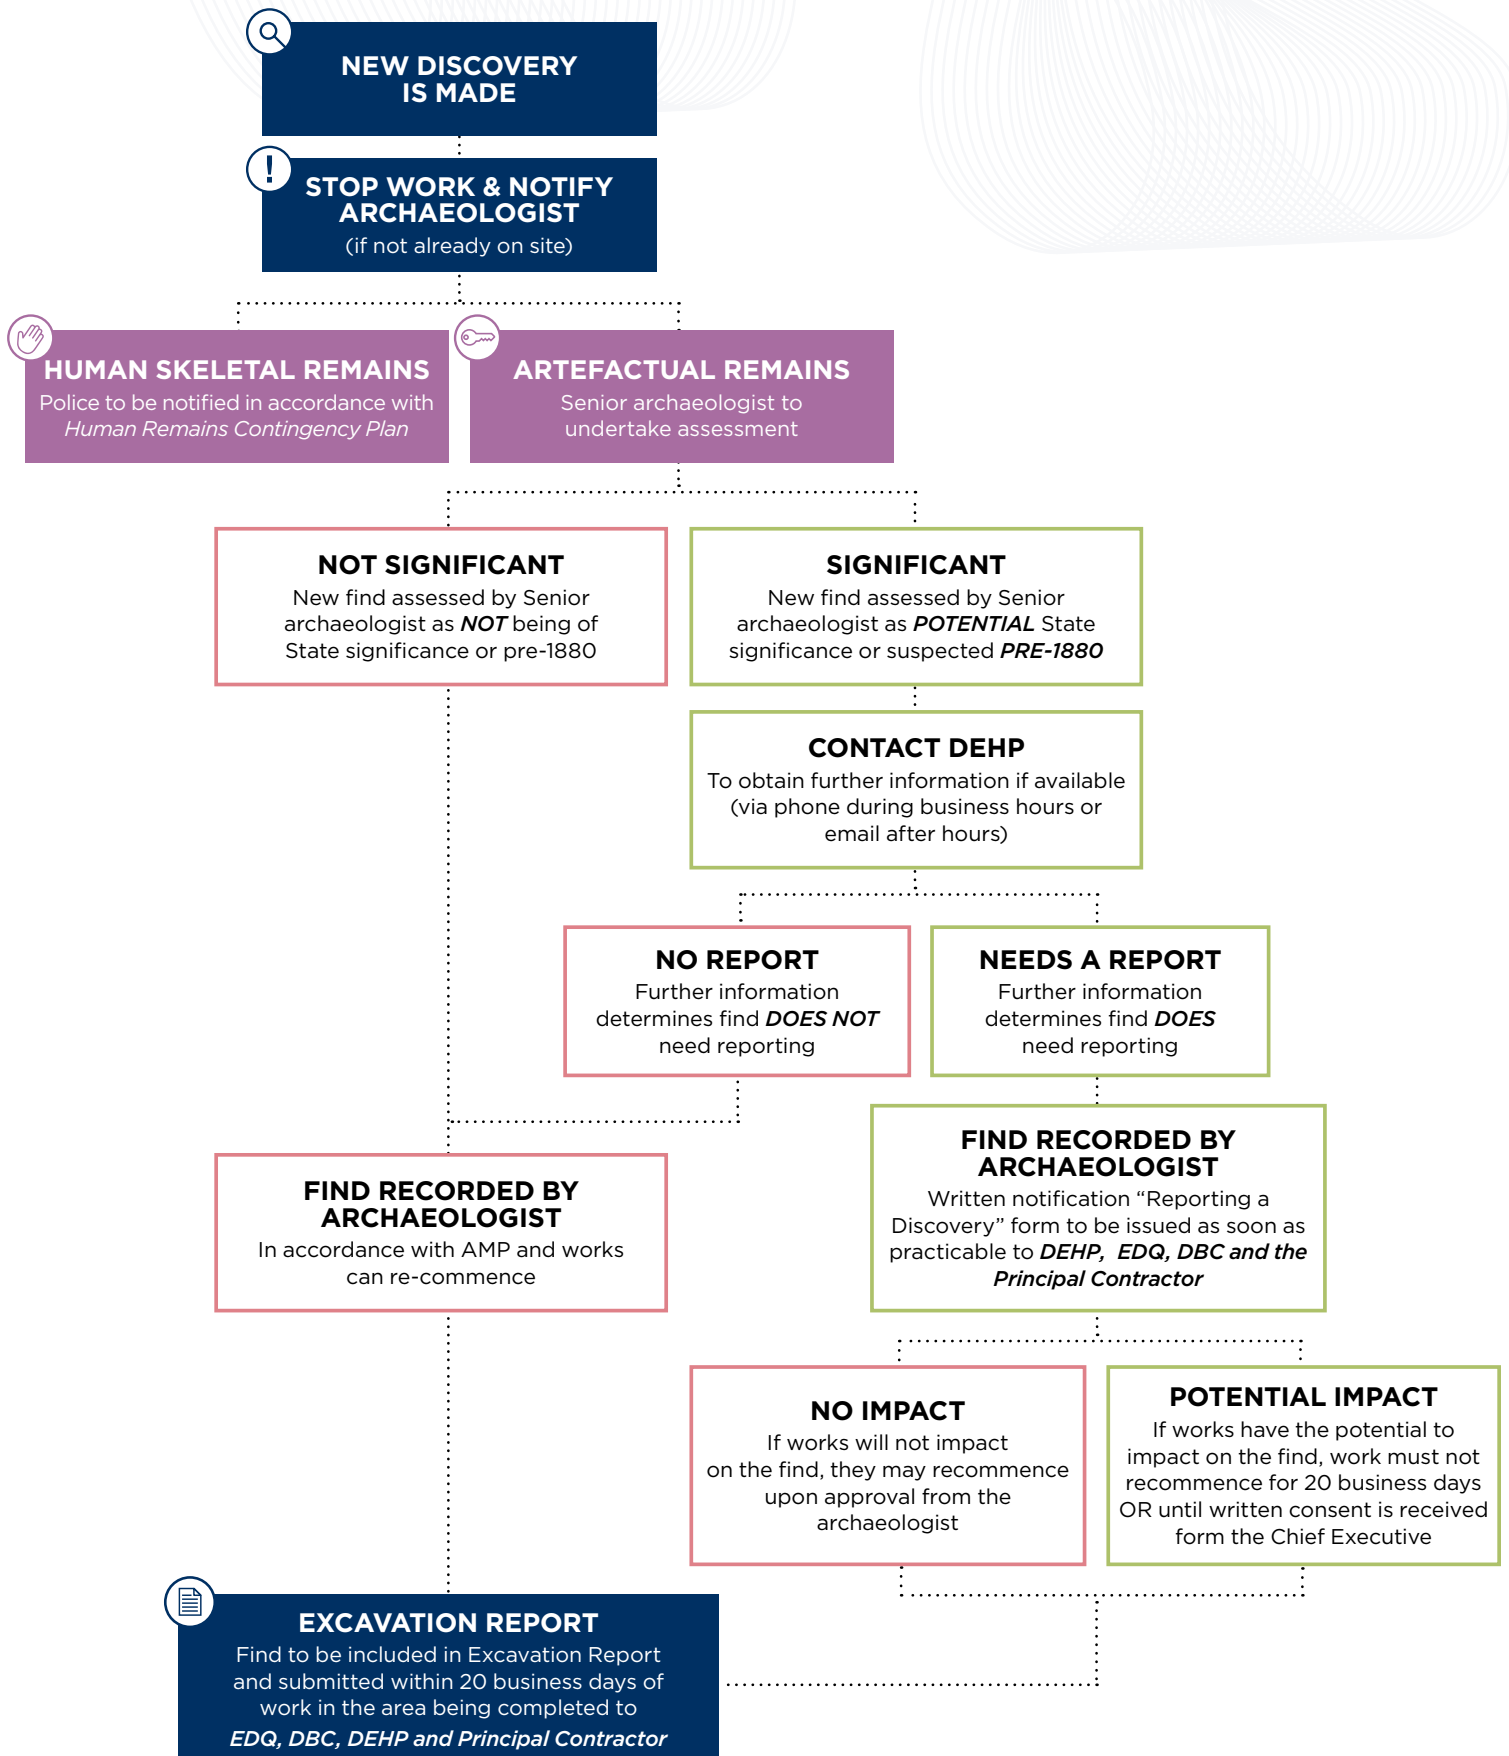 NEW DISCOVERY
IS MADE
!
STOP WORK & NOTIFY
ARCHAEOLOGIST
(if not already on site)
HUMAN SKELETAL REMAINS
Police to be notified in accordance with
Human Remains Contingency Plan
ARTEFACTUAL REMAINS
Senior archaeologist to
undertake assessment
NOT SIGNIFICANT
New find assessed by Senior
archaeologist as NOT being of
State significance or pre-1880
SIGNIFICANT
New find assessed by Senior
archaeologist as POTENTIAL State
significance or suspected PRE-1880
CONTACT DEHP
To obtain further information if available
(via phone during business hours or
email after hours)
NO REPORT
Further information
determines find DOES NOT
need reporting
NEEDS A REPORT
Further information
determines find DOES
need reporting
FIND RECORDED BY
ARCHAEOLOGIST
Written notification “Reporting a
Discovery” form to be issued as soon as
practicable to DEHP, EDQ, DBC and the
Principal Contractor
FIND RECORDED BY
ARCHAEOLOGIST
In accordance with AMP and works
can re-commence
NO IMPACT
If works will not impact
on the find, they may recommence
upon approval from the
archaeologist
POTENTIAL IMPACT
If works have the potential to
impact on the find, work must not
recommence for 20 business days
OR until written consent is received
form the Chief Executive
EXCAVATION REPORT
Find to be included in Excavation Report
and submitted within 20 business days of
work in the area being completed to
EDQ, DBC, DEHP and Principal Contractor